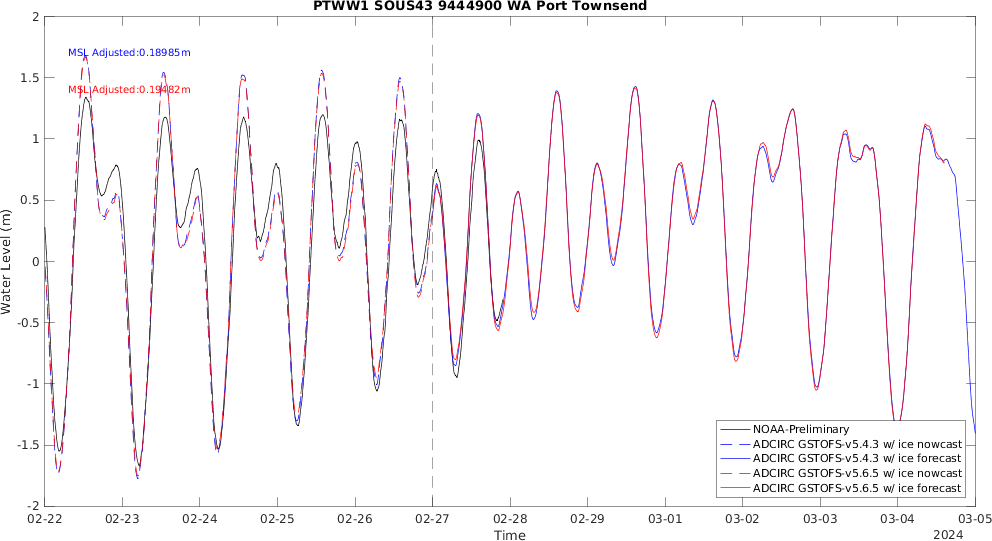 PTWW1 SOUS43 9444900 WA Port Townsend
2
1.5
1
0.5
0
-0.5
-1
-1.5
-2
Water Level (m)
MSL Adjusted:0.18985m
MSL Adjusted:0.19482m
NOAA-Preliminary
ADCIRC GSTOFS-v5.4.3 w/ ice nowcast
ADCIRC GSTOFS-v5.4.3 w/ ice forecast
ADCIRC GSTOFS-v5.6.5 w/ ice nowcast
ADCIRC GSTOFS-v5.6.5 w/ ice forecast
02-22 02-23 02-24 02-25 02-26 02-27 02-28 02-29 03-01 03-02 03-03 03-04 03-05
Time
2024